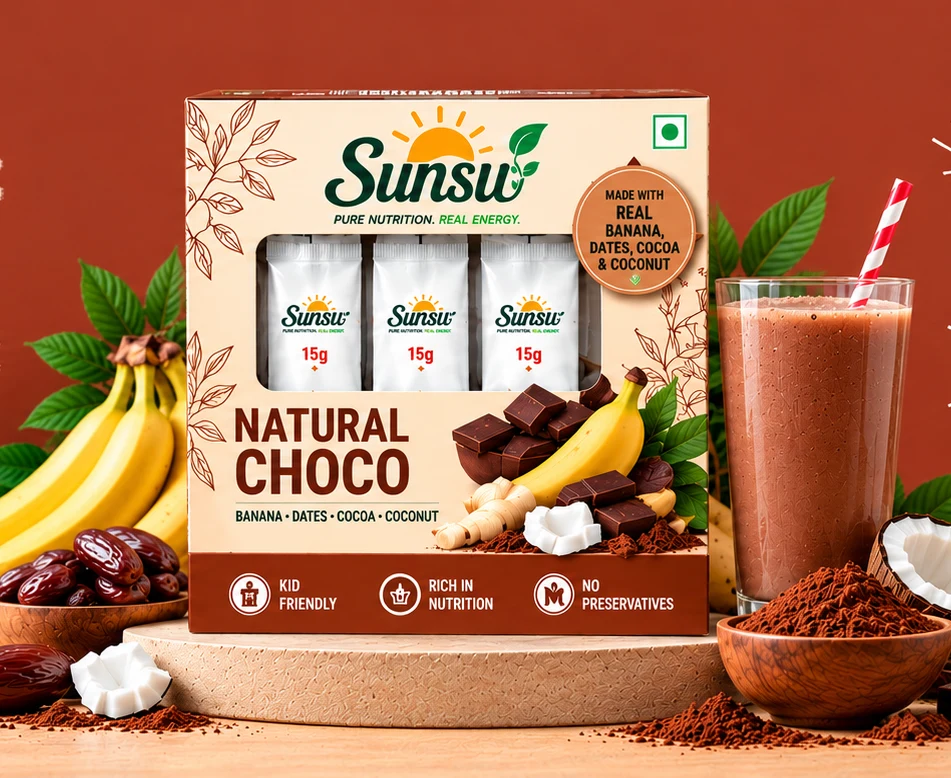 Sunsu
PURE NUTRITION. REAL ENERGY.
MADE WITH
REAL
BANANA,
DATES, COCOA
& COCONUT
Sunsu
PURE NUTRITION. REAL ENERGY.
15g
Sunsu
PURE NUTRITION. REAL ENERGY.
15g
Sunsu
PURE NUTRITION. REAL ENERGY.
15g
NATURAL
CHOCO
BANANA • DATES • COCOA • COCONUT
KID
FRIENDLY
RICH IN
NUTRITION
NO
PRESERVATIVES